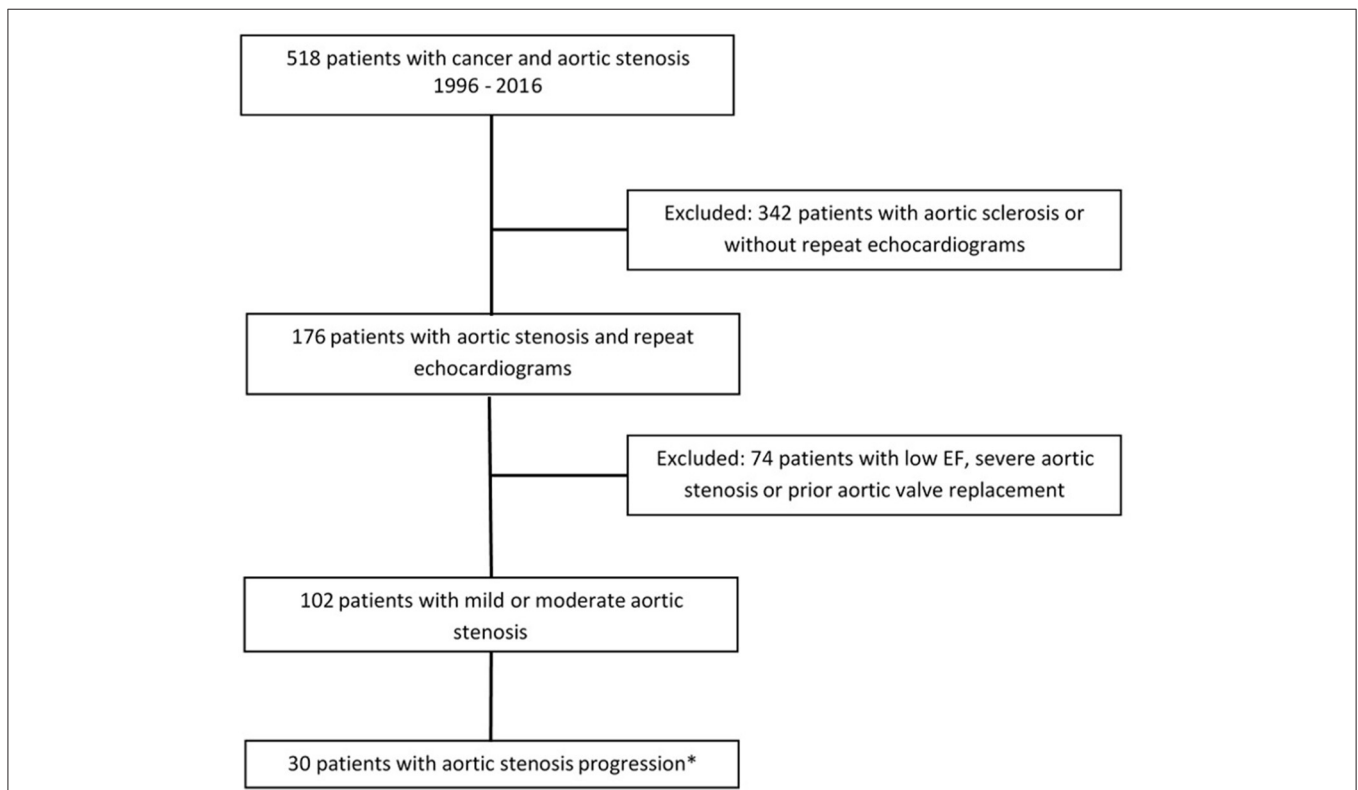 518 patients with cancer and aortic stenosis
1996 - 2016
Excluded: 342 patients with aortic sclerosis or
without repeat echocardiograms
176 patients with aortic stenosis and repeat
echocardiograms
Excluded: 74 patients with low EF, severe aortic
stenosis or prior aortic valve replacement
102 patients with mild or moderate aortic
stenosis
30 patients with aortic stenosis progression*